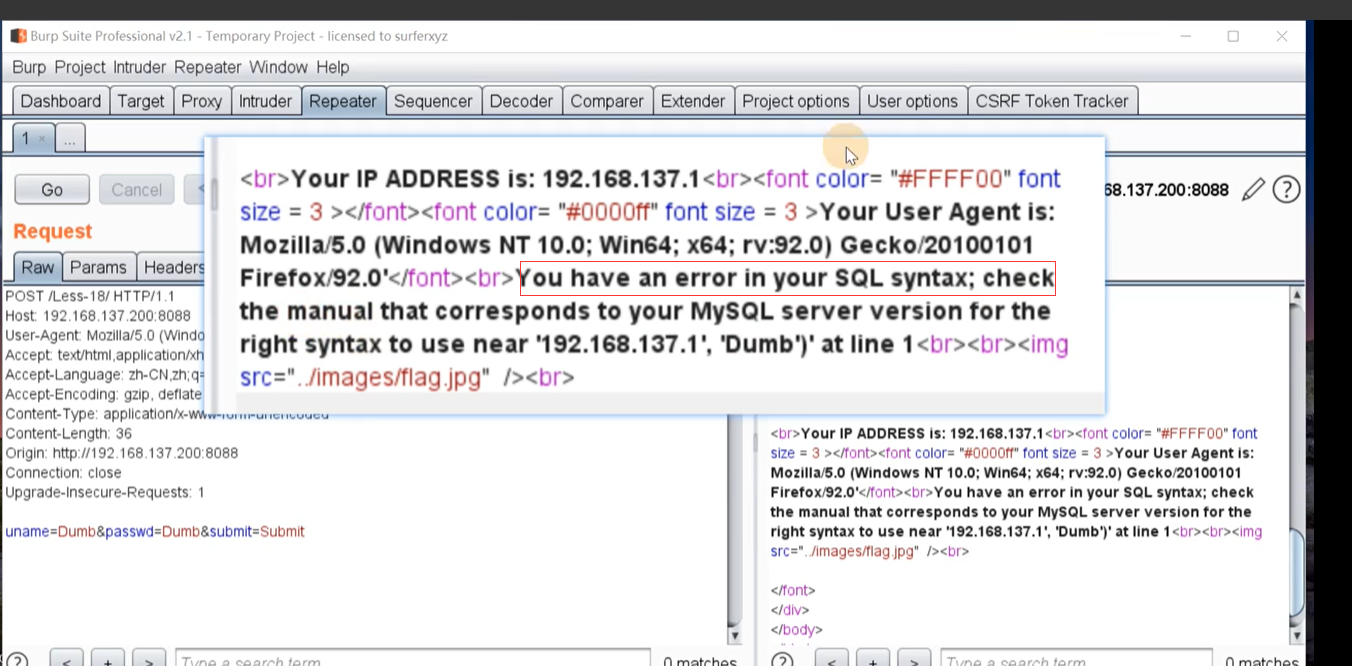 Burp Suite Professional v2.1 - Temporary Project - licensed to surferxyz
Burp Project Intruder Repeater Window Help
Dashboard Target Proxy Intruder Repeater Sequencer Decoder Comparer Extender Project options User options CSRF Token Tracker
1 × ...
Go Cancel <
68.137.200:8088 ?
Request
Raw Params Headers
<br>Your IP ADDRESS is: 192.168.137.1<br><font color= "#FFFF00" font
size = 3 ></font><font color= "#0000ff" font size = 3 >Your User Agent is:
Mozilla/5.0 (Windows NT 10.0; Win64; x64; rv:92.0) Gecko/20100101
Firefox/92.0'</font><br>You have an error in your SQL syntax; check
the manual that corresponds to your MySQL server version for the
right syntax to use near '192.168.137.1', 'Dumb')' at line 1<br><br><img
src="../images/flag.jpg" /><br>
POST /Less-18/ HTTP/1.1
Host: 192.168.137.200:8088
User-Agent: Mozilla/5.0 (Windo
Accept: text/html,application/xh
Accept-Language: zh-CN,zh;q=
Accept-Encoding: gzip, deflate
Content-Type: application/x-www-form-urlencoded
Content-Length: 36
Origin: http://192.168.137.200:8088
Connection: close
Upgrade-Insecure-Requests: 1
uname=Dumb&passwd=Dumb&submit=Submit
<br>Your IP ADDRESS is: 192.168.137.1<br><font color= "#FFFF00" font
size = 3 ></font><font color= "#0000ff" font size = 3 >Your User Agent is:
Mozilla/5.0 (Windows NT 10.0; Win64; x64; rv:92.0) Gecko/20100101
Firefox/92.0'</font><br>You have an error in your SQL syntax; check
the manual that corresponds to your MySQL server version for the
right syntax to use near '192.168.137.1', 'Dumb')' at line 1<br><br><img
src="../images/flag.jpg" /><br>
</font>
</div>
</body>
? < + > Type a search term 0 matches
? < + > Type a search term 0 matches